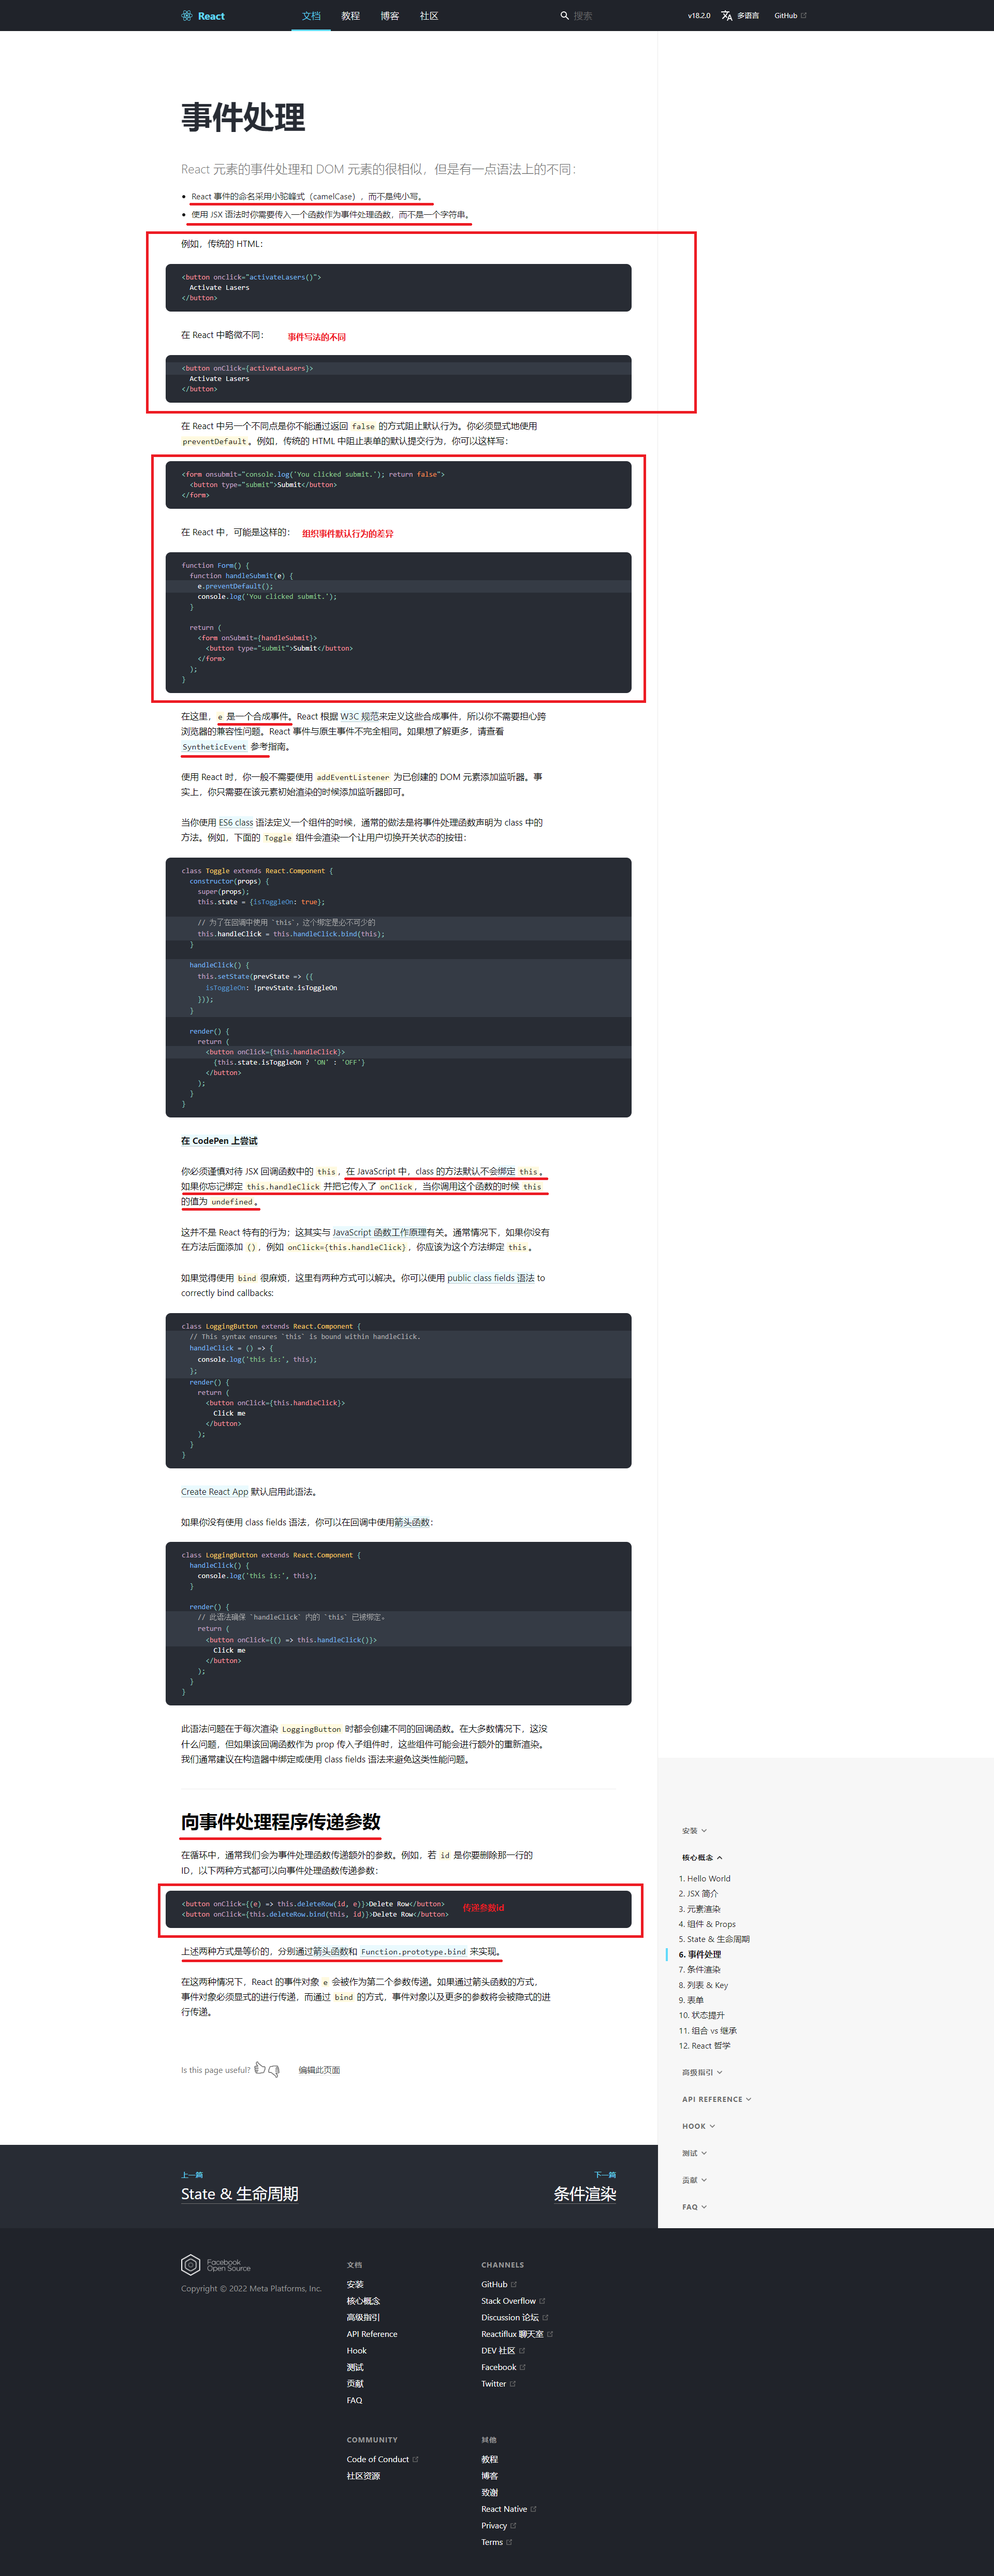 React
文档
教程
博客
社区
搜索
v18.2.0
多语言
GitHub
事件处理
React 元素的事件处理和 DOM 元素的很相似，但是有一点语法上的不同：
React 事件的命名采用小驼峰式（camelCase），而不是纯小写。
使用 JSX 语法时你需要传入一个函数作为事件处理函数，而不是一个字符串。
例如，传统的 HTML：
<button onclick="activateLasers()">
Activate Lasers
</button>
在 React 中略微不同：
事件写法的不同
<button onClick={activateLasers}>
Activate Lasers
</button>
在 React 中另一个不同点是你不能通过返回 false 的方式阻止默认行为。你必须显式地使用
preventDefault。例如，传统的 HTML 中阻止表单的默认提交行为，你可以这样写：
<form onsubmit="console.log('You clicked submit.'); return false">
<button type="submit">Submit</button>
</form>
在 React 中，可能是这样的：
组织事件默认行为的差异
function Form() {
function handleSubmit(e) {
e.preventDefault();
console.log('You clicked submit.');
}
return (
<form onSubmit={handleSubmit}>
<button type="submit">Submit</button>
</form>
);
}
在这里，e 是一个合成事件。React 根据 W3C 规范来定义这些合成事件，所以你不需要担心跨
浏览器的兼容性问题。React 事件与原生事件不完全相同。如果想了解更多，请查看
SyntheticEvent 参考指南。
使用 React 时，你一般不需要使用 addEventListener 为已创建的 DOM 元素添加监听器。事
实上，你只需要在该元素初始渲染的时候添加监听器即可。
当你使用 ES6 class 语法定义一个组件的时候，通常的做法是将事件处理函数声明为 class 中的
方法。例如，下面的 Toggle 组件会渲染一个让用户切换开关状态的按钮：
class Toggle extends React.Component {
constructor(props) {
super(props);
this.state = {isToggleOn: true};
// 为了在回调中使用 `this`，这个绑定是必不可少的
this.handleClick = this.handleClick.bind(this);
}
handleClick() {
this.setState(prevState => ({
isToggleOn: !prevState.isToggleOn
}));
}
render() {
return (
<button onClick={this.handleClick}>
{this.state.isToggleOn ? 'ON' : 'OFF'}
</button>
);
}
}
在 CodePen 上尝试
你必须谨慎对待 JSX 回调函数中的 this，在 JavaScript 中，class 的方法默认不会绑定 this。
如果你忘记绑定 this.handleClick 并把它传入了 onClick，当你调用这个函数的时候 this
的值为 undefined。
这并不是 React 特有的行为；这其实与 JavaScript 函数工作原理有关。通常情况下，如果你没有
在方法后面添加 ()，例如 onClick={this.handleClick}，你应该为这个方法绑定 this。
如果觉得使用 bind 很麻烦，这里有两种方式可以解决。你可以使用 public class fields 语法 to
correctly bind callbacks:
class LoggingButton extends React.Component {
// This syntax ensures `this` is bound within handleClick.
handleClick = () => {
console.log('this is:', this);
};
render() {
return (
<button onClick={this.handleClick}>
Click me
</button>
);
}
}
Create React App 默认启用此语法。
如果你没有使用 class fields 语法，你可以在回调中使用箭头函数：
class LoggingButton extends React.Component {
handleClick() {
console.log('this is:', this);
}
render() {
// 此语法确保 `handleClick` 内的 `this` 已被绑定。
return (
<button onClick={() => this.handleClick()}>
Click me
</button>
);
}
}
此语法问题在于每次渲染 LoggingButton 时都会创建不同的回调函数。在大多数情况下，这没
什么问题，但如果该回调函数作为 prop 传入子组件时，这些组件可能会进行额外的重新渲染。
我们通常建议在构造器中绑定或使用 class fields 语法来避免这类性能问题。
向事件处理程序传递参数
在循环中，通常我们会为事件处理函数传递额外的参数。例如，若 id 是你要删除那一行的
ID，以下两种方式都可以向事件处理函数传递参数：
<button onClick={(e) => this.deleteRow(id, e)}>Delete Row</button>
<button onClick={this.deleteRow.bind(this, id)}>Delete Row</button>
传递参数id
上述两种方式是等价的，分别通过箭头函数和 Function.prototype.bind 来实现。
在这两种情况下，React 的事件对象 e 会被作为第二个参数传递。如果通过箭头函数的方式，
事件对象必须显式的进行传递，而通过 bind 的方式，事件对象以及更多的参数将会被隐式的进
行传递。
Is this page useful?
编辑此页面
安装
核心概念
1. Hello World
2. JSX 简介
3. 元素渲染
4. 组件 & Props
5. State & 生命周期
6. 事件处理
7. 条件渲染
8. 列表 & Key
9. 表单
10. 状态提升
11. 组合 vs 继承
12. React 哲学
高级指引
API REFERENCE
HOOK
测试
贡献
FAQ
上一篇
State & 生命周期
下一篇
条件渲染
Facebook
Open Source
Copyright © 2022 Meta Platforms, Inc.
文档
安装
核心概念
高级指引
API Reference
Hook
测试
贡献
FAQ
CHANNELS
GitHub
Stack Overflow
Discussion 论坛
Reactiflux 聊天室
DEV 社区
Facebook
Twitter
COMMUNITY
Code of Conduct
社区资源
其他
教程
博客
致谢
React Native
Privacy
Terms